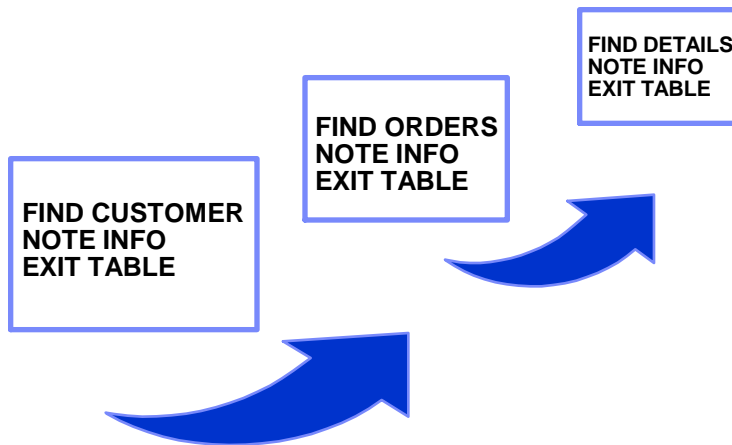 FIND CUSTOMER
NOTE INFO
EXIT TABLE
FIND ORDERS
NOTE INFO
EXIT TABLE
FIND DETAILS
NOTE INFO
EXIT TABLE